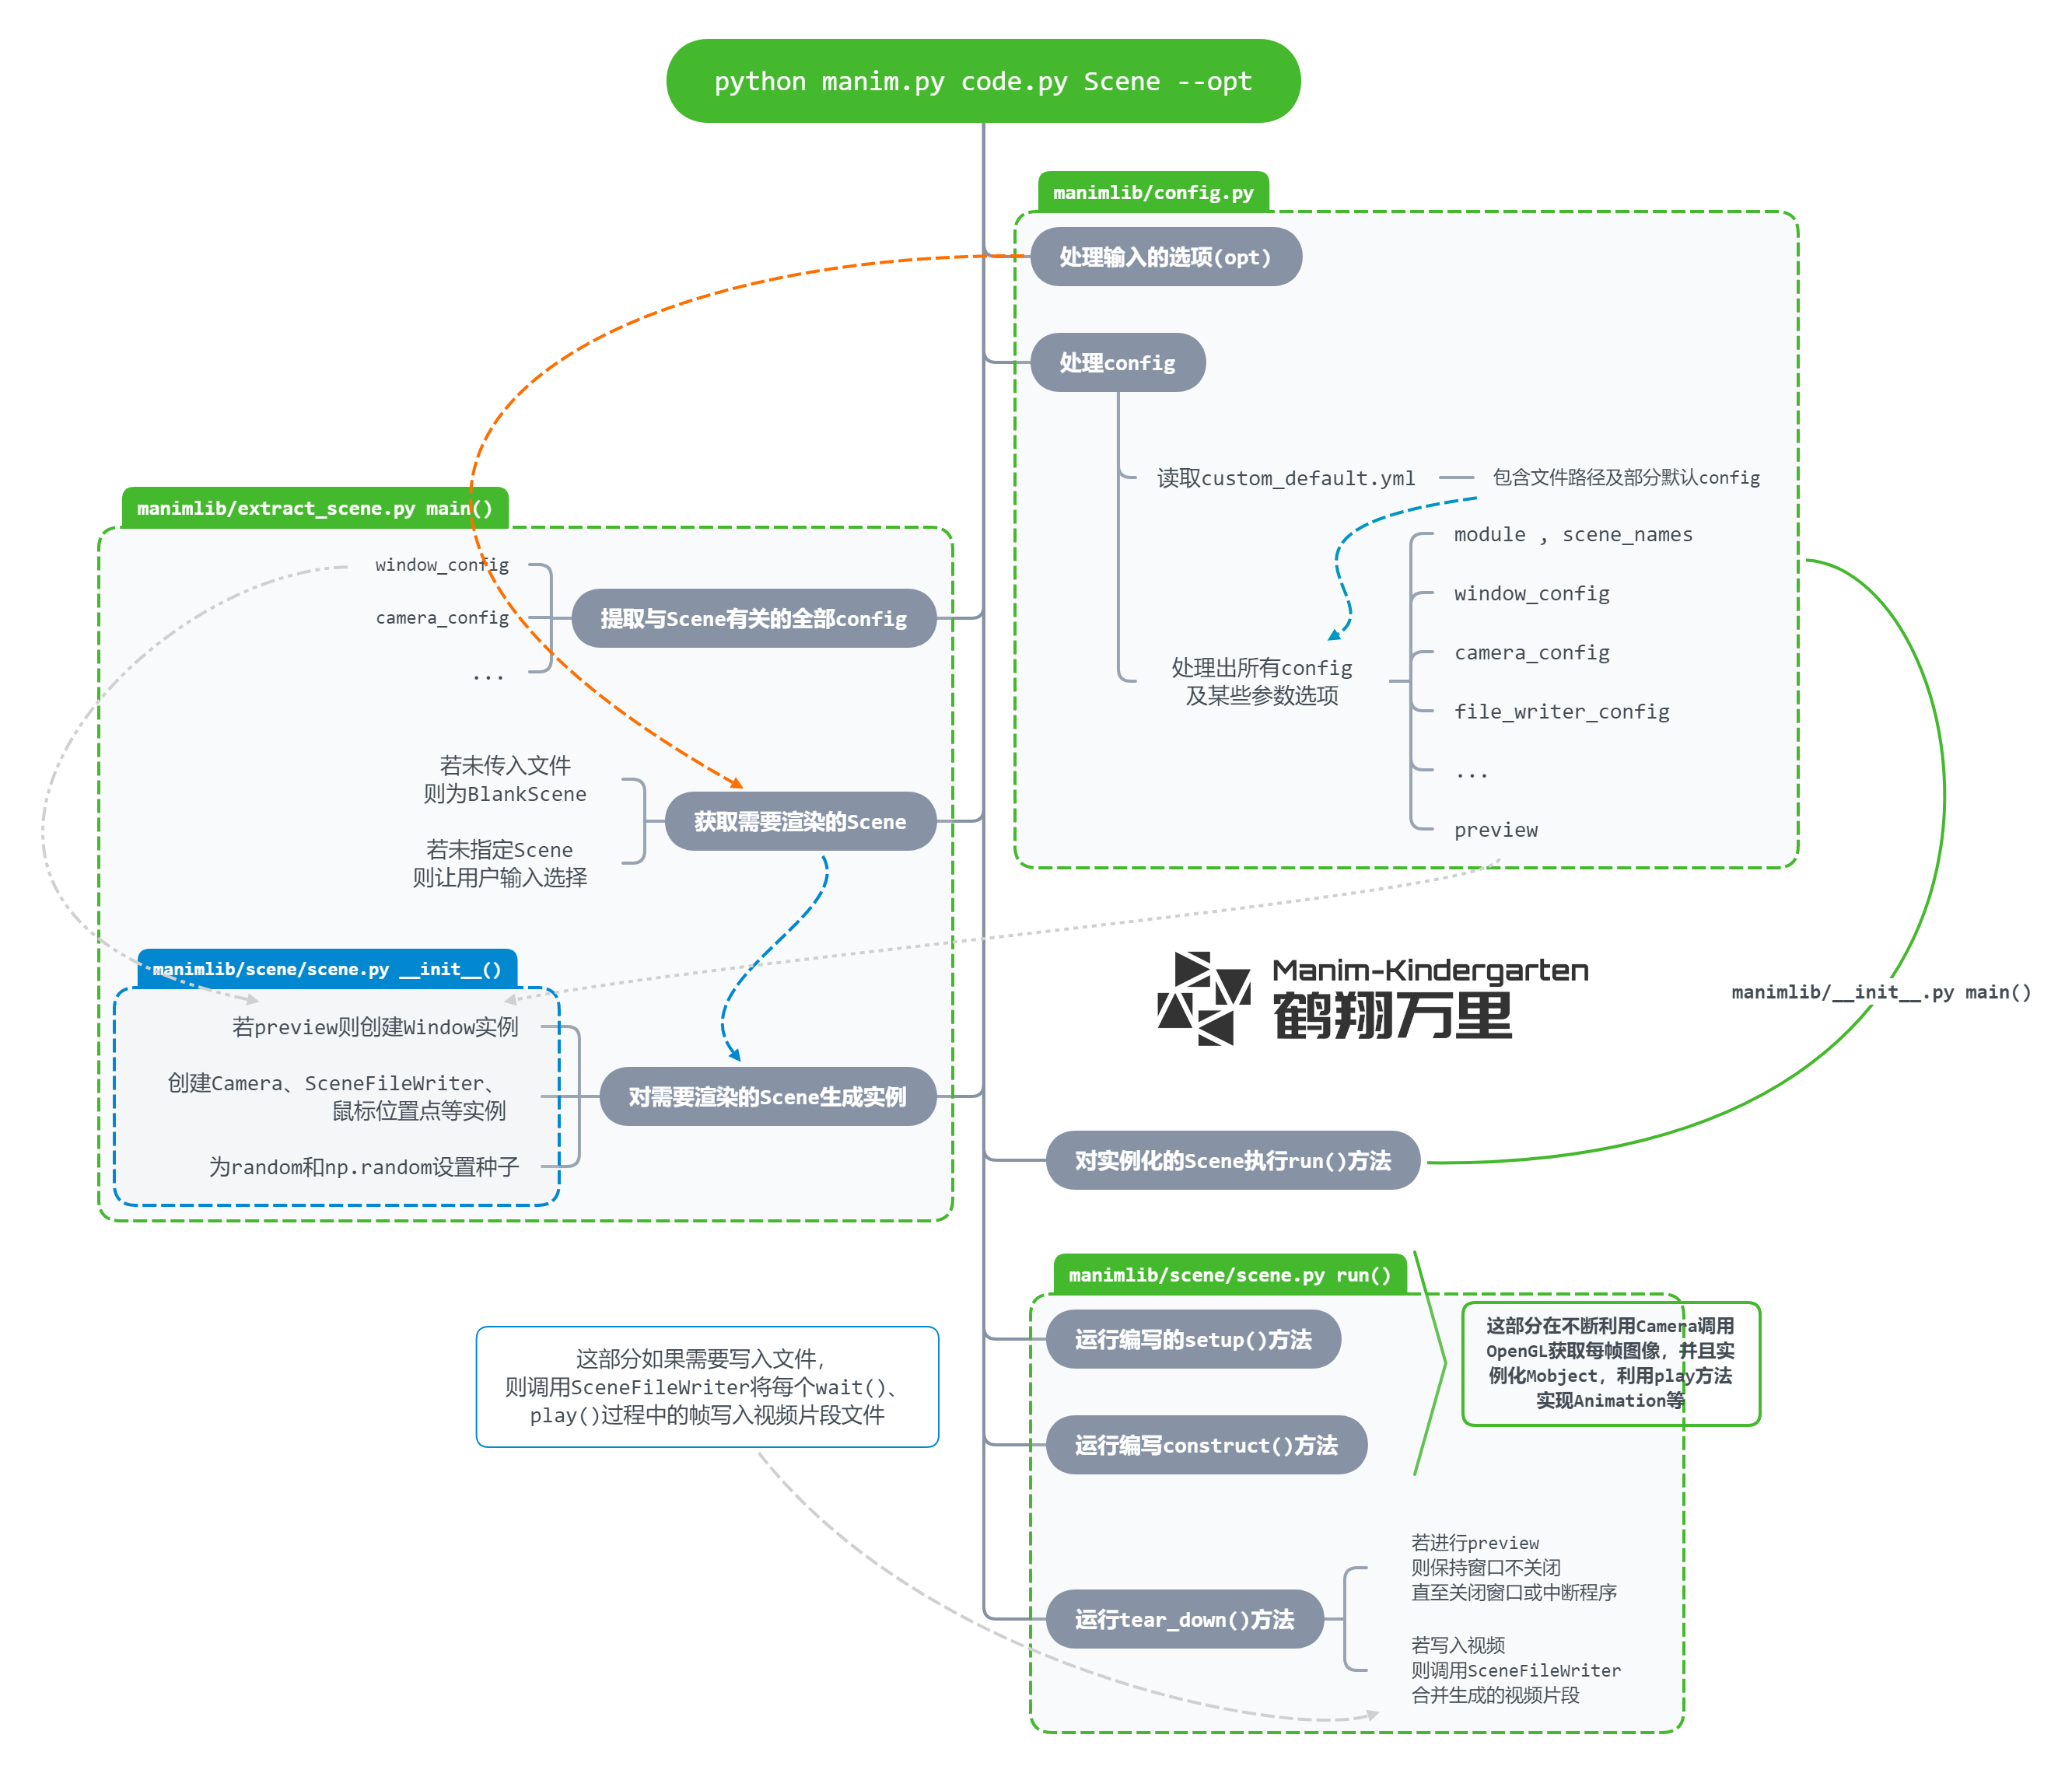 python manim.py code.py Scene --opt
manimlib/config.py
处理输入的选项(opt)
处理config
读取custom_default.yml
包含文件路径及部分默认config
处理出所有config
及某些参数选项
module , scene_names
window_config
camera_config
file_writer_config
...
preview
manimlib/extract_scene.py main()
提取与Scene有关的全部config
window_config
camera_config
...
获取需要渲染的Scene
若未传入文件
则为BlankScene
若未指定Scene
则让用户输入选择
对需要渲染的Scene生成实例
manimlib/scene/scene.py __init__()
若preview则创建Window实例
创建Camera、SceneFileWriter、
鼠标位置点等实例
为random和np.random设置种子
Manim-Kindergarten
鹤翔万里
manimlib/__init__.py main()
对实例化的Scene执行run()方法
manimlib/scene/scene.py run()
运行编写的setup()方法
运行编写construct()方法
这部分在不断利用Camera调用
OpenGL获取每帧图像，并且实
例化Mobject，利用play方法
实现Animation等
这部分如果需要写入文件，
则调用SceneFileWriter将每个wait()、
play()过程中的帧写入视频片段文件
运行tear_down()方法
若进行preview
则保持窗口不关闭
直至关闭窗口或中断程序
若写入视频
则调用SceneFileWriter
合并生成的视频片段